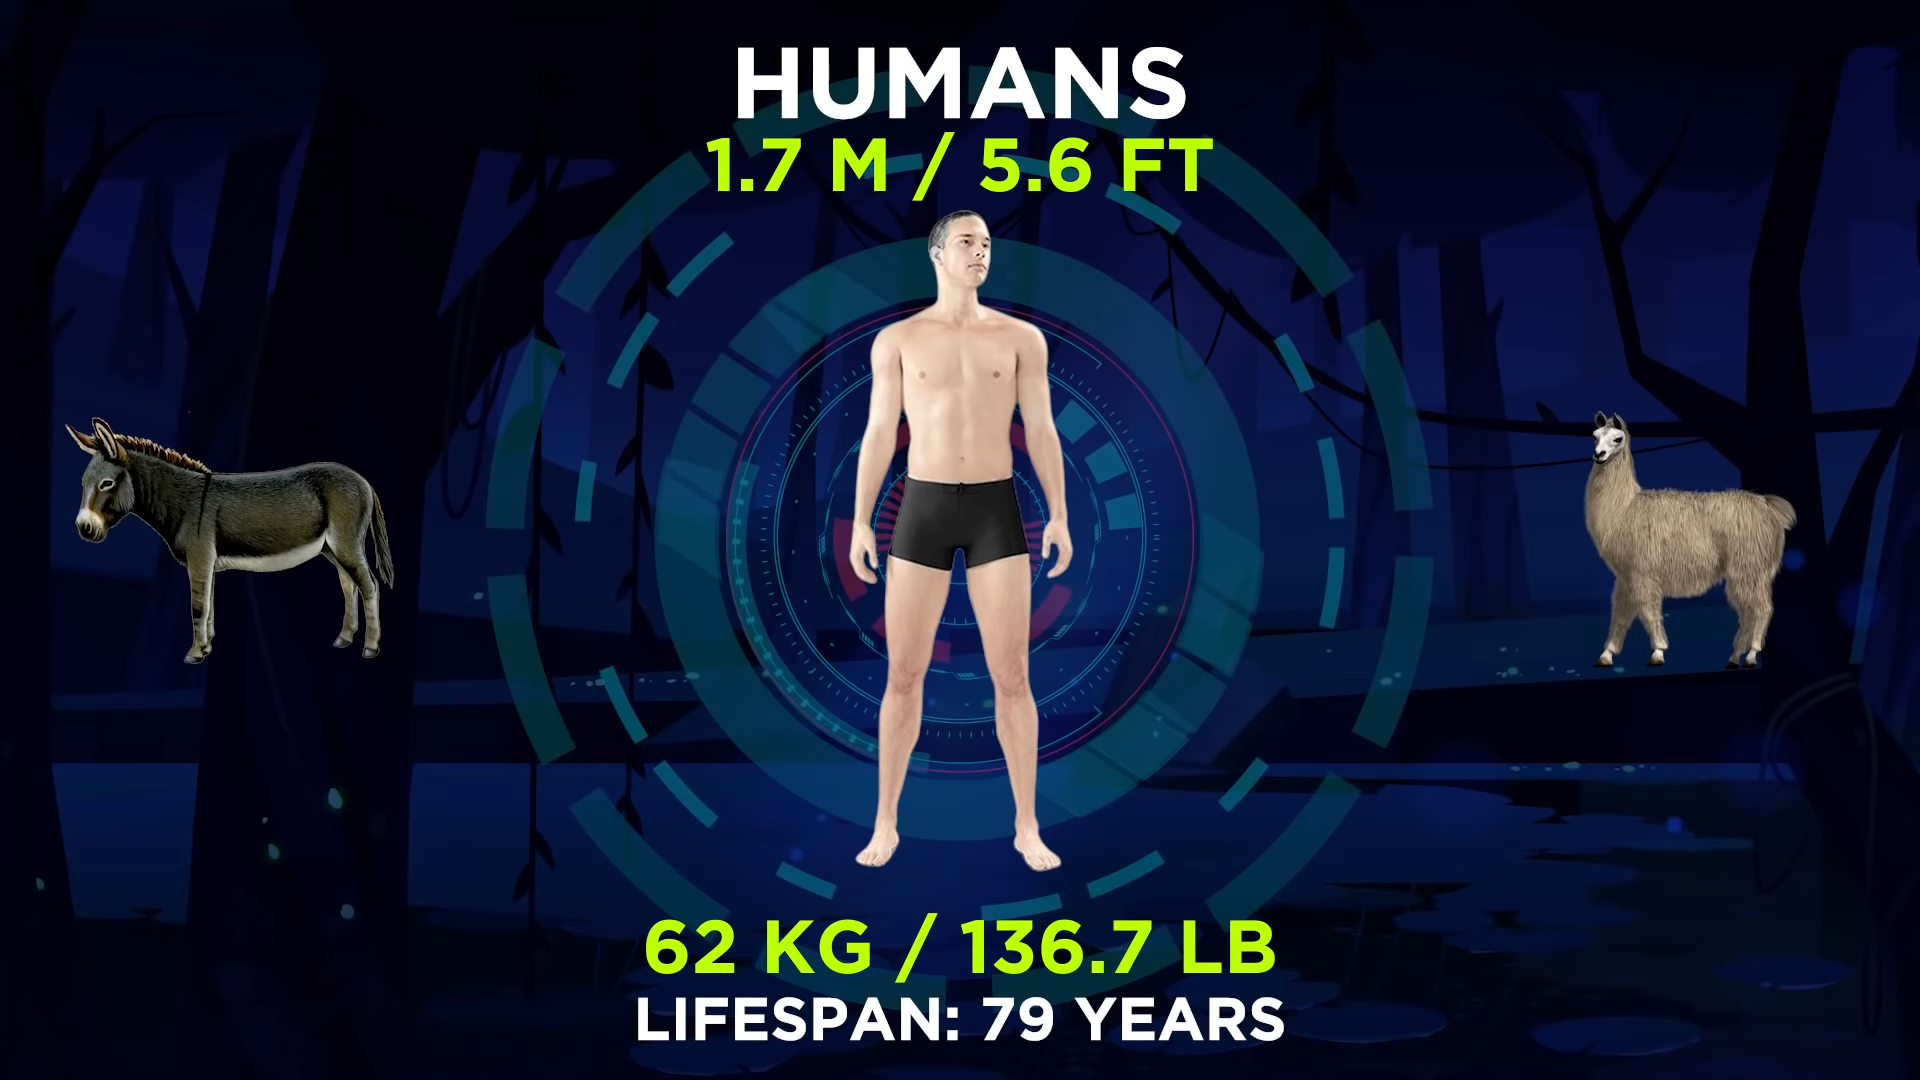 HUMANS
1.7 M / 5.6 FT
62 KG / 136.7 LB
LIFESPAN: 79 YEARS